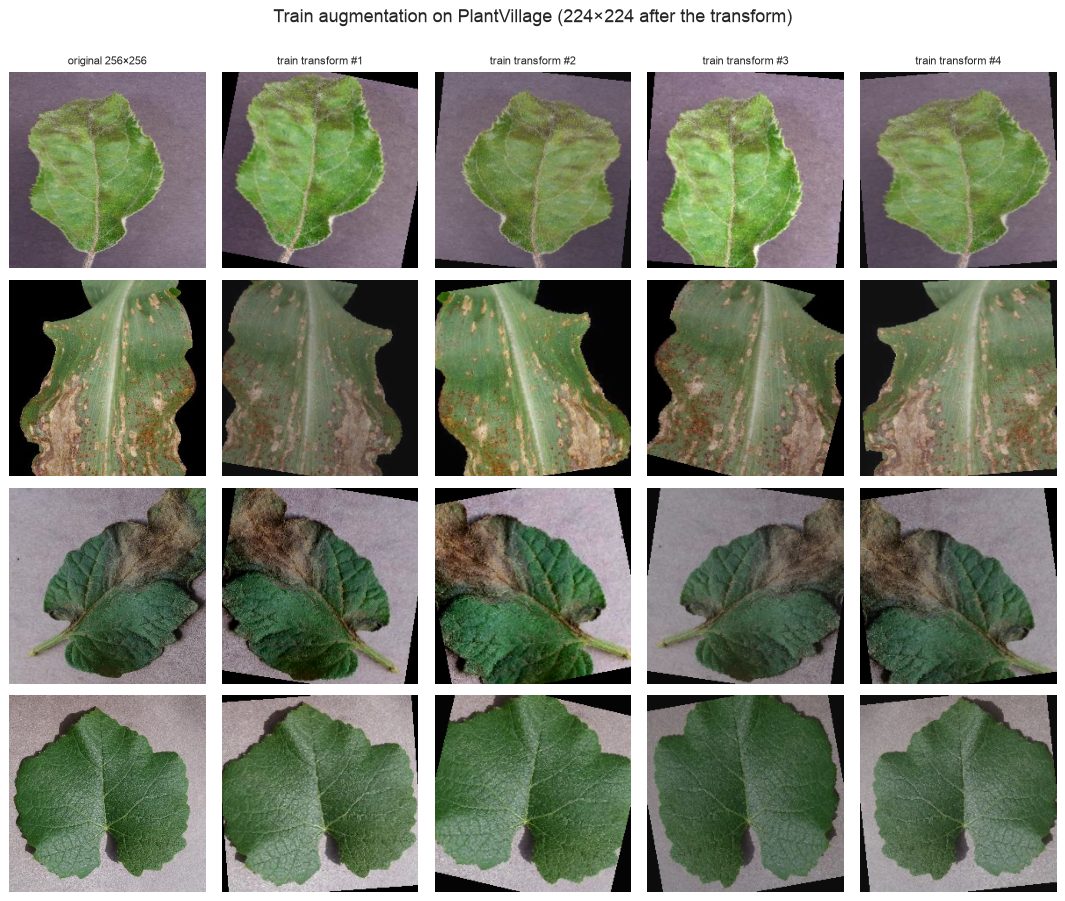 Train augmentation on PlantVillage (224×224 after the transform)
original 256×256
train transform #1
train transform #2
train transform #3
train transform #4